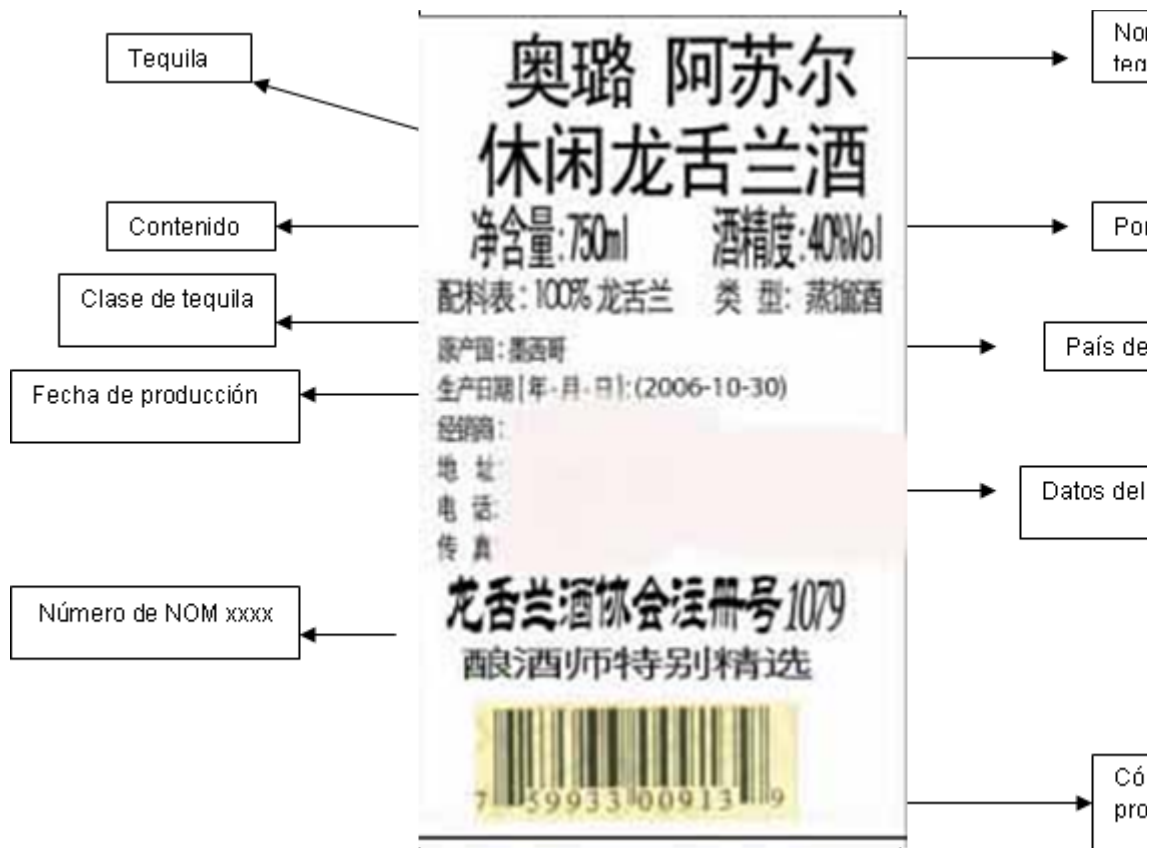 Tequila
Contenido
Clase de tequila
Fecha de producción
Número de NOM xxxx
奥璐 阿苏尔
休闲龙舌兰酒
净含量:750ml 酒精度:40%Vol
配料表:100% 龙舌兰 类 型: 蒸馏酒
原产国:墨西哥
生产日期[年-月-日]:(2006-10-30)
经销商:
地 址:
电 话:
传 真
龙舌兰酒协会注册号1079
酿酒师特别精选
7 59933 00913 9
País de
Datos del